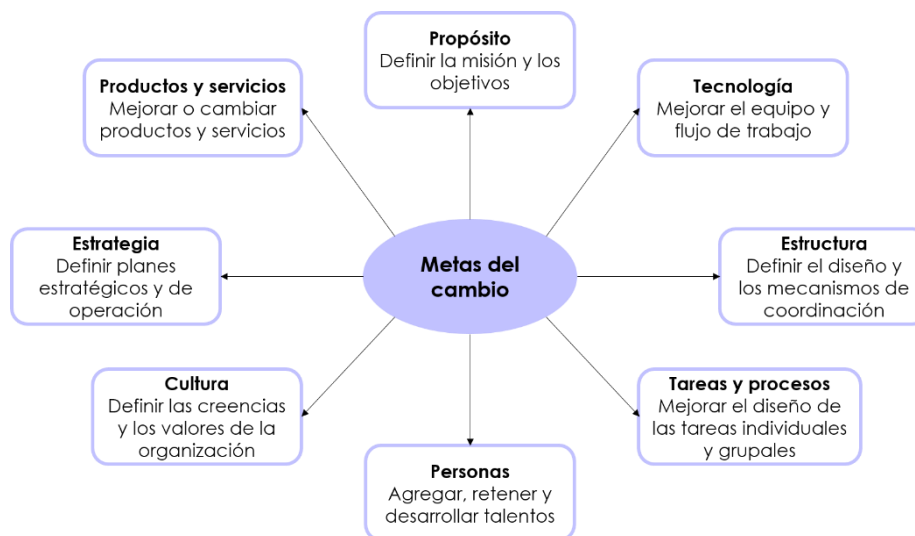 Propósito
Definir la misión y los
objetivos
Productos y servicios
Mejorar o cambiar
productos y servicios
Tecnología
Mejorar el equipo y
flujo de trabajo
Estrategia
Definir planes
estratégicos y de
operación
Metas del
cambio
Estructura
Definir el diseño y
los mecanismos de
coordinación
Cultura
Definir las creencias
y los valores de la
organización
Tareas y procesos
Mejorar el diseño de
las tareas individuales
y grupales
Personas
Agregar, retener y
desarrollar talentos